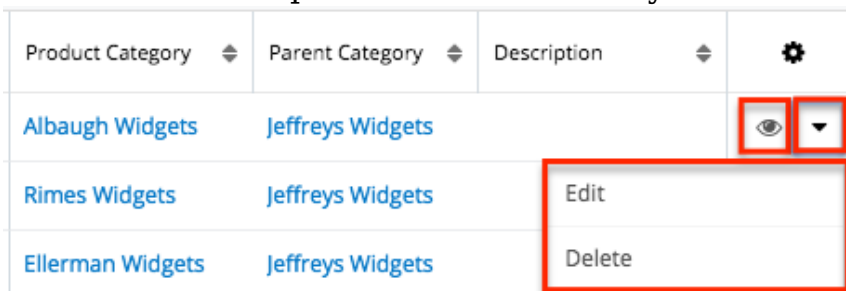 Product Category Parent Category Description
Albaugh Widgets Jeffreys Widgets
Rimes Widgets Jeffreys Widgets Edit
Ellerman Widgets Jeffreys Widgets Delete